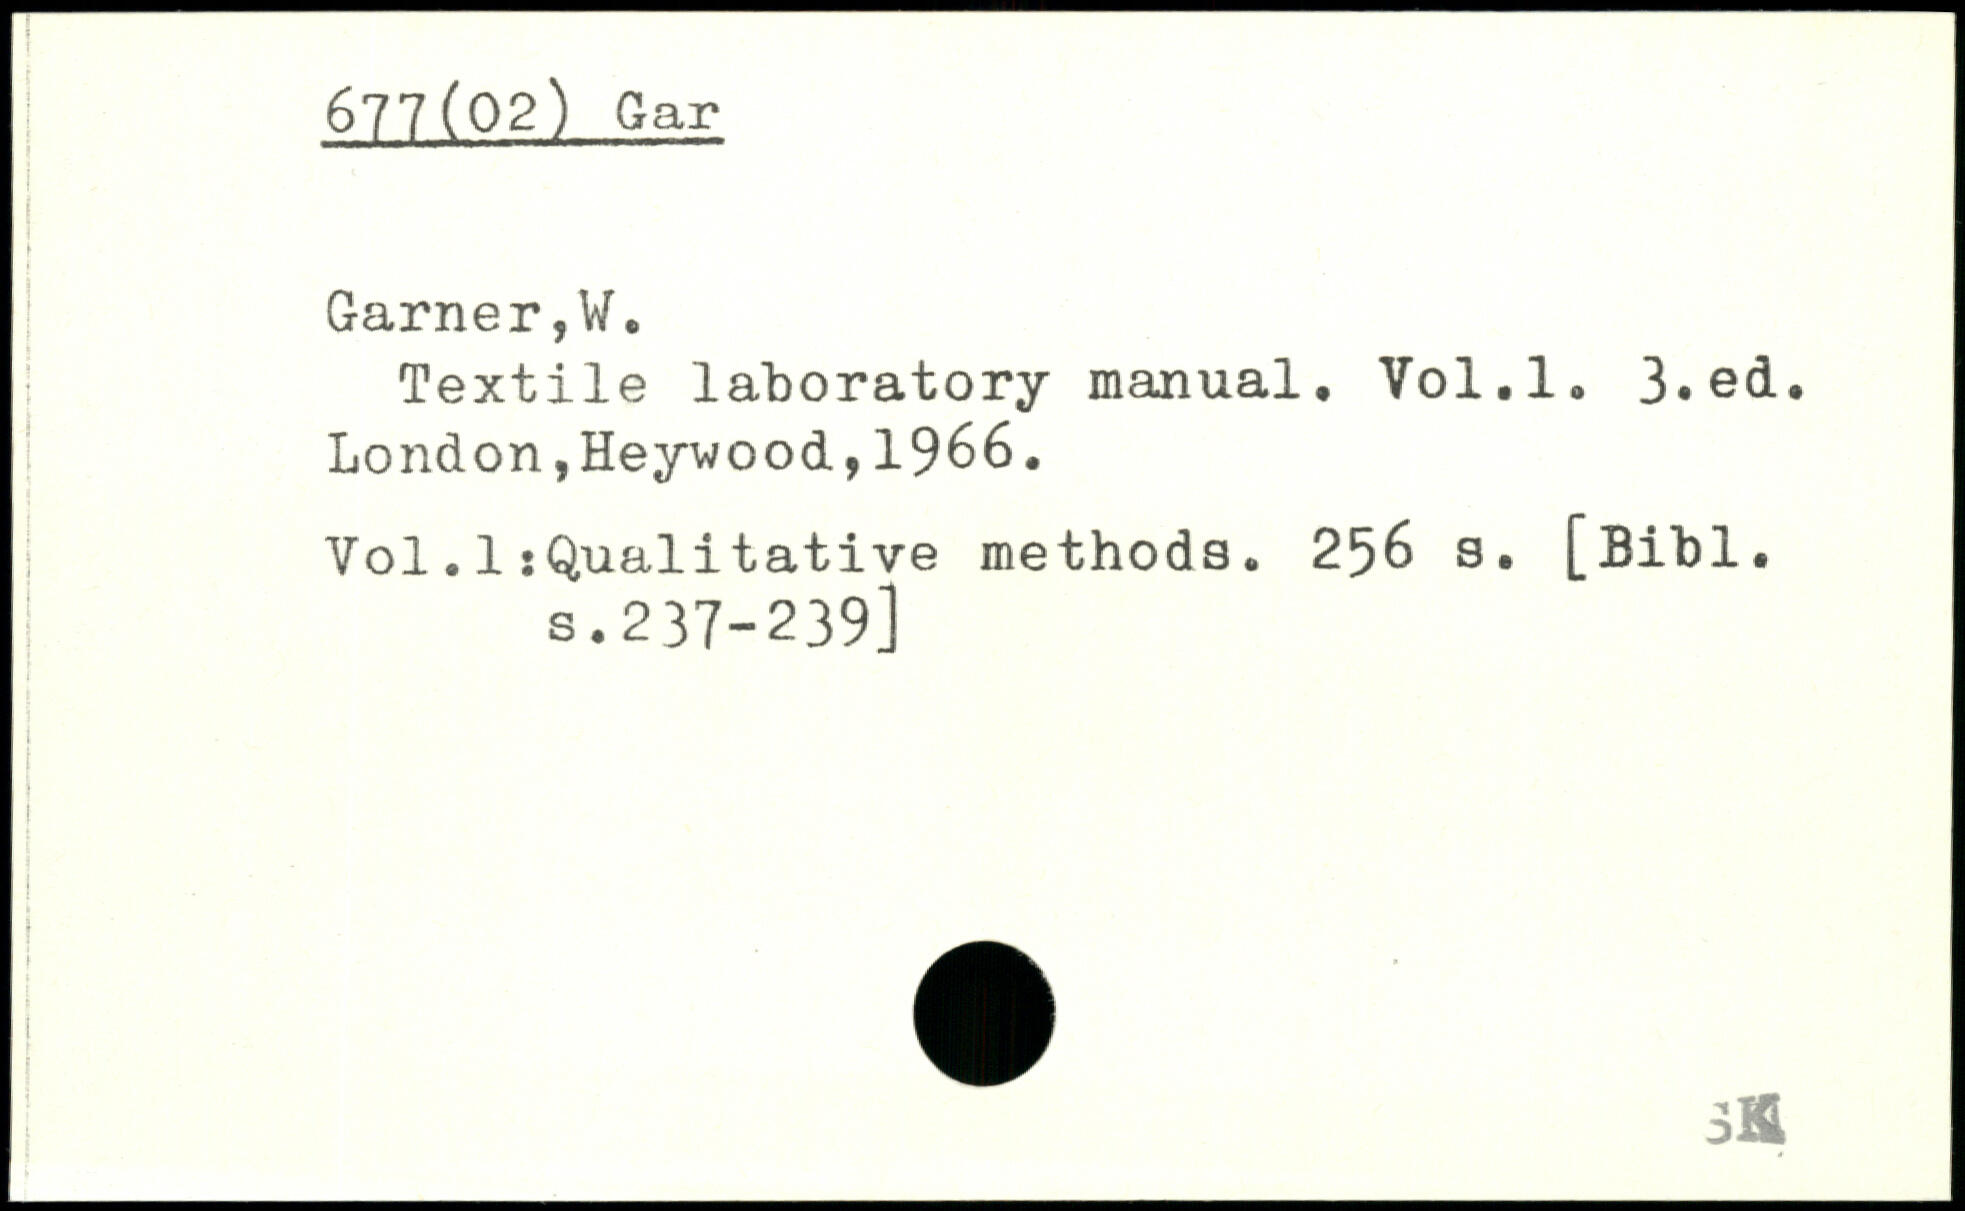 677(02) Gar
Garner,W.
Textile laboratory manual. Vol.1. 3.ed.
London,Heywood,1966.
Vol.1:Qualitative methods. 256 s. [Bibl.
s.237-239]
SK